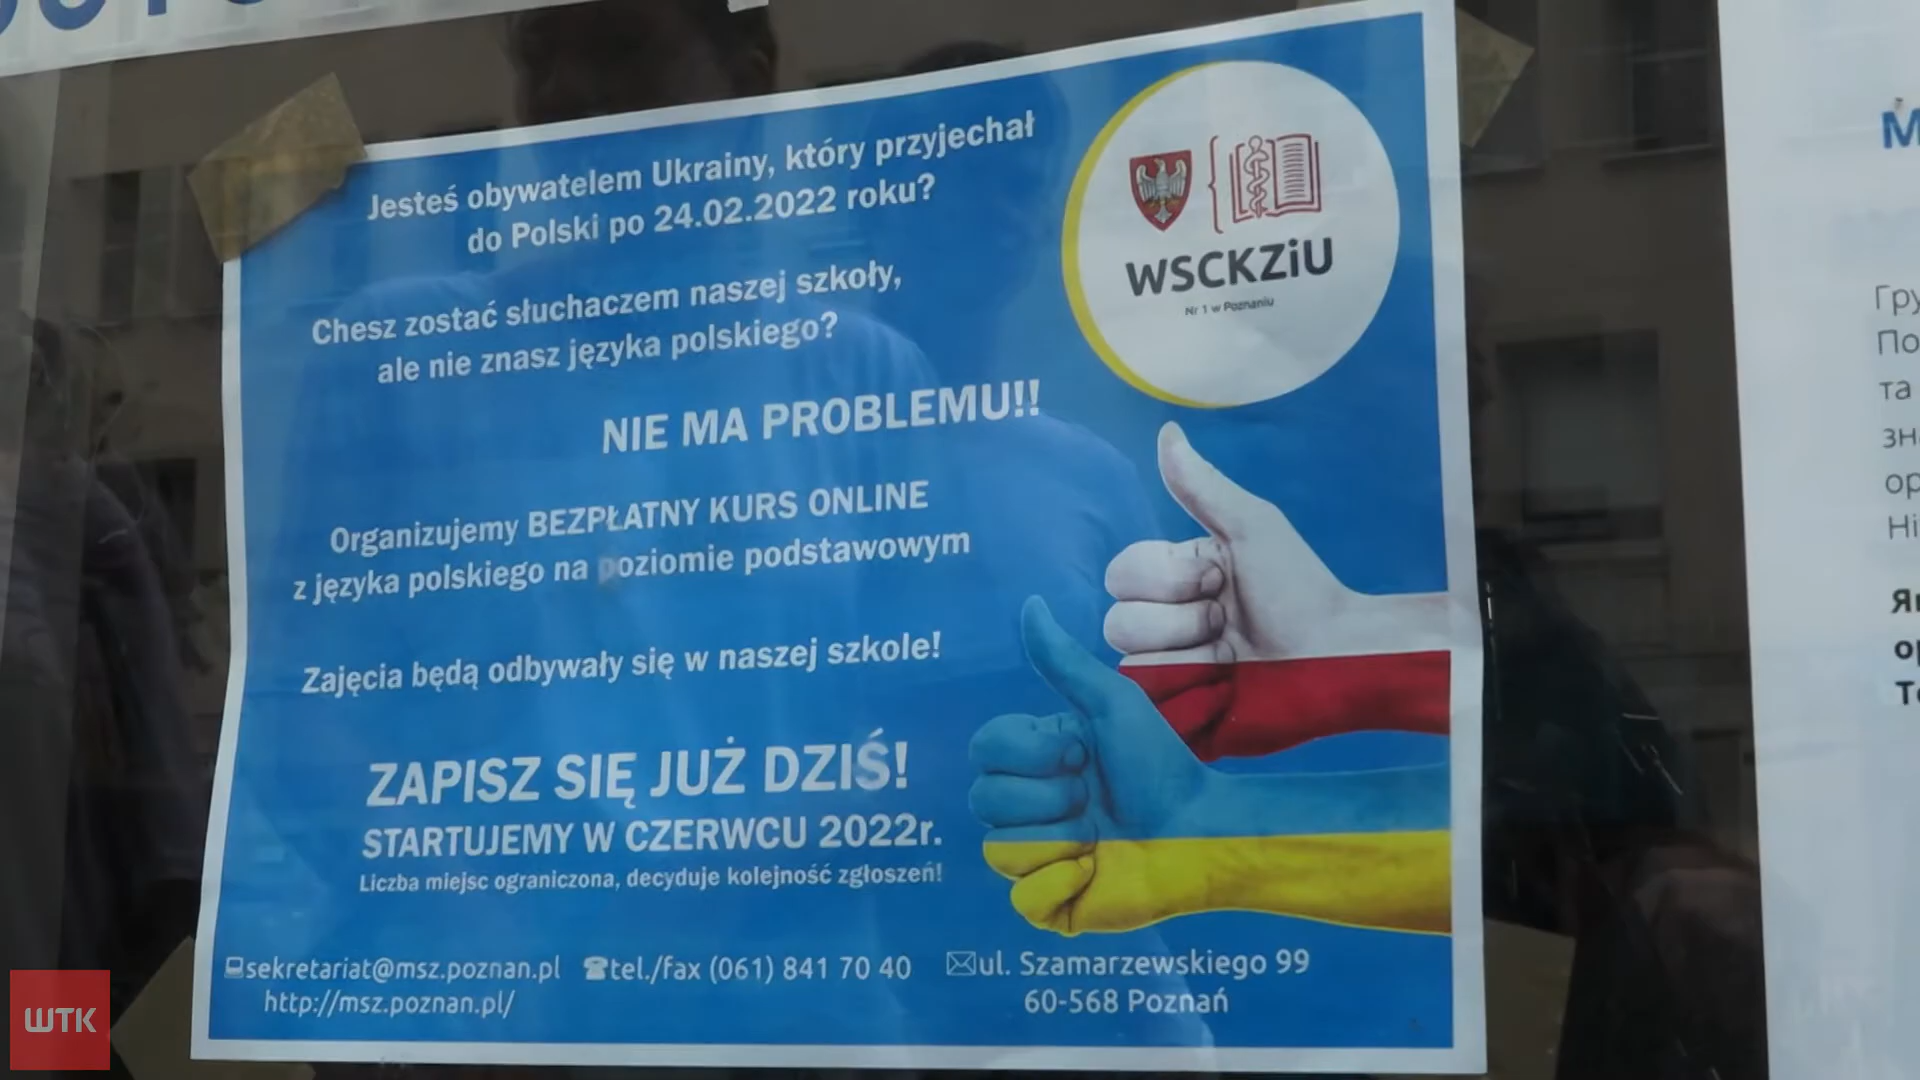 Jesteś obywatelem Ukrainy, który przyjechał
do Polski po 24.02.2022 roku?
Chesz zostać słuchaczem naszej szkoły,
ale nie znasz języka polskiego?
NIE MA PROBLEMU!!
Organizujemy BEZPŁATNY KURS ONLINE
z języka polskiego na poziomie podstawowym
Zajęcia będą odbywały się w naszej szkole!
ZAPISZ SIĘ JUŻ DZIŚ!
STARTUJEMY W CZERWCU 2022r.
Liczba miejsc ograniczona, decyduje kolejność zgłoszeń!
sekretariat@msz.poznan.pl tel./fax (061) 841 70 40 ul. Szamarzewskiego 99
http://msz.poznan.pl/ 60-568 Poznań
WSCKZiU
Nr 1 w Poznaniu
та
WTK